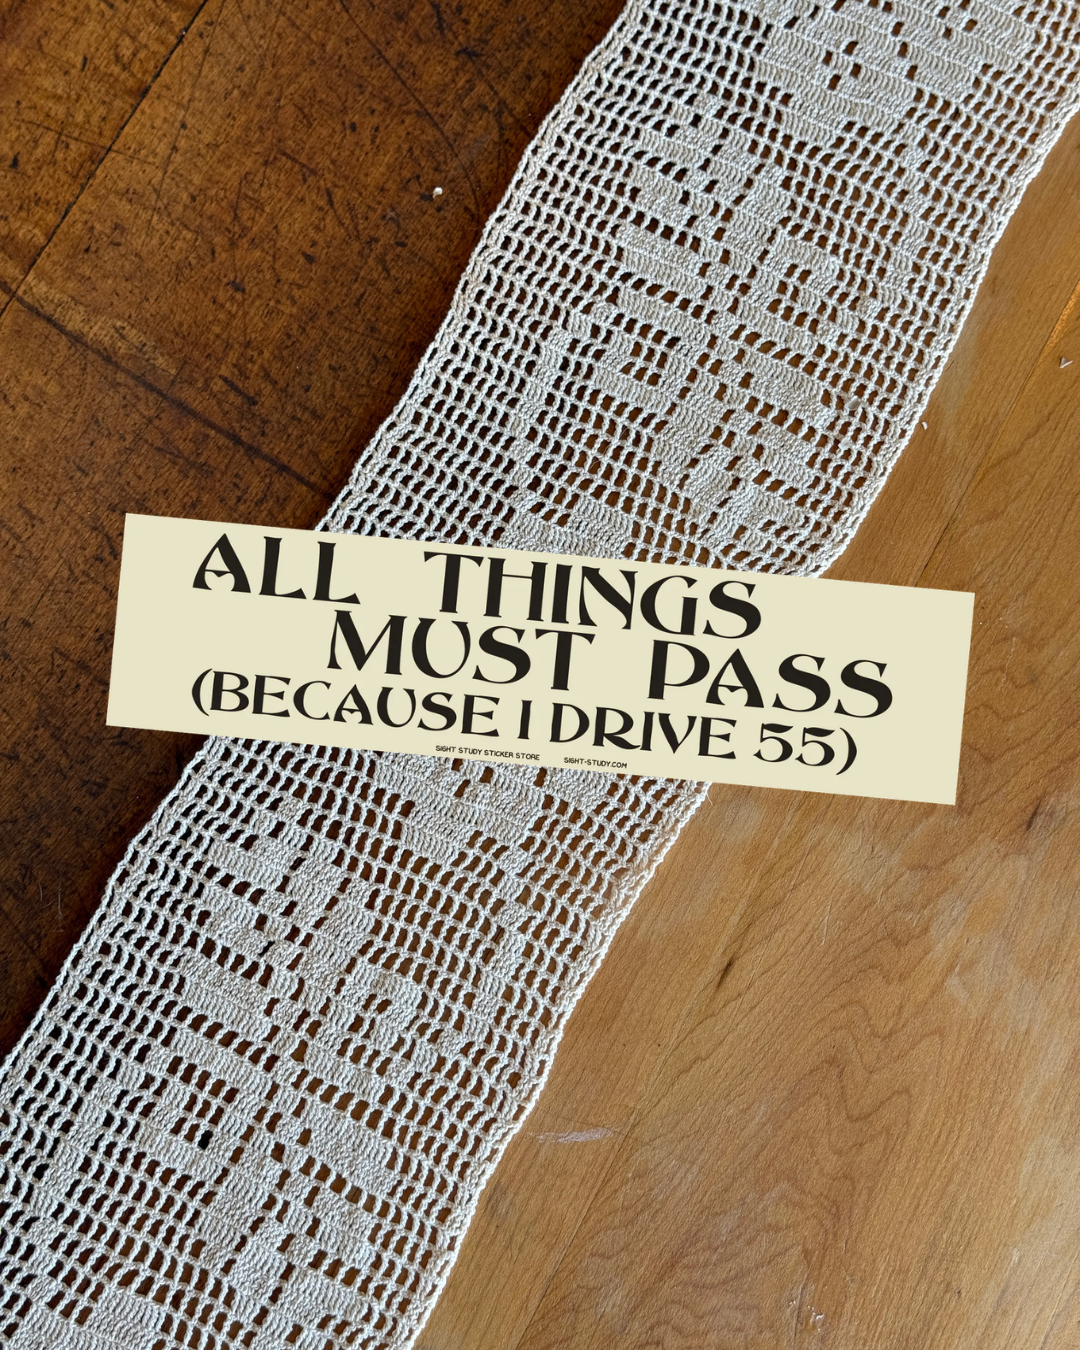 ALL THINGS
MUST PASS
(BECAUSE I DRIVE 55)
SIGHT STUDY STICKER STORE SIGHT-STUDY.COM